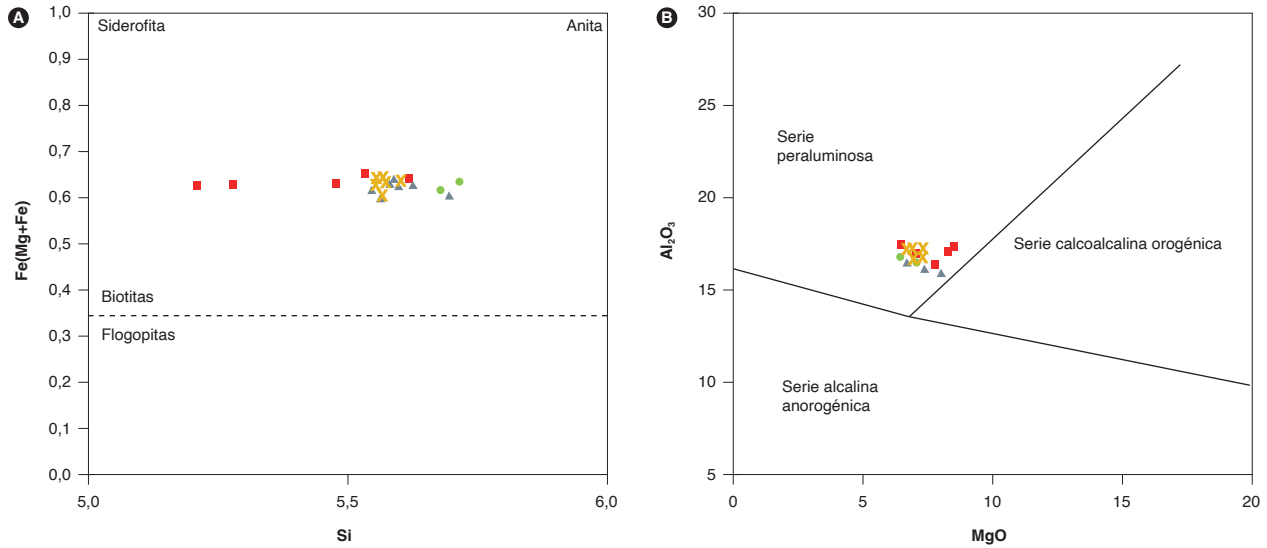 A
Siderofita
Anita
Biotitas
Flogopitas
1,0
0,9
0,8
0,7
0,6
0,5
0,4
0,3
0,2
0,1
0,0
Fe(Mg+Fe)
5,0
5,5
6,0
Si
B
Serie
peraluminosa
Serie calcoalcalina orogénica
Serie alcalina
anorogénica
30
25
20
15
10
5
Al₂O₃
0
5
10
15
20
MgO